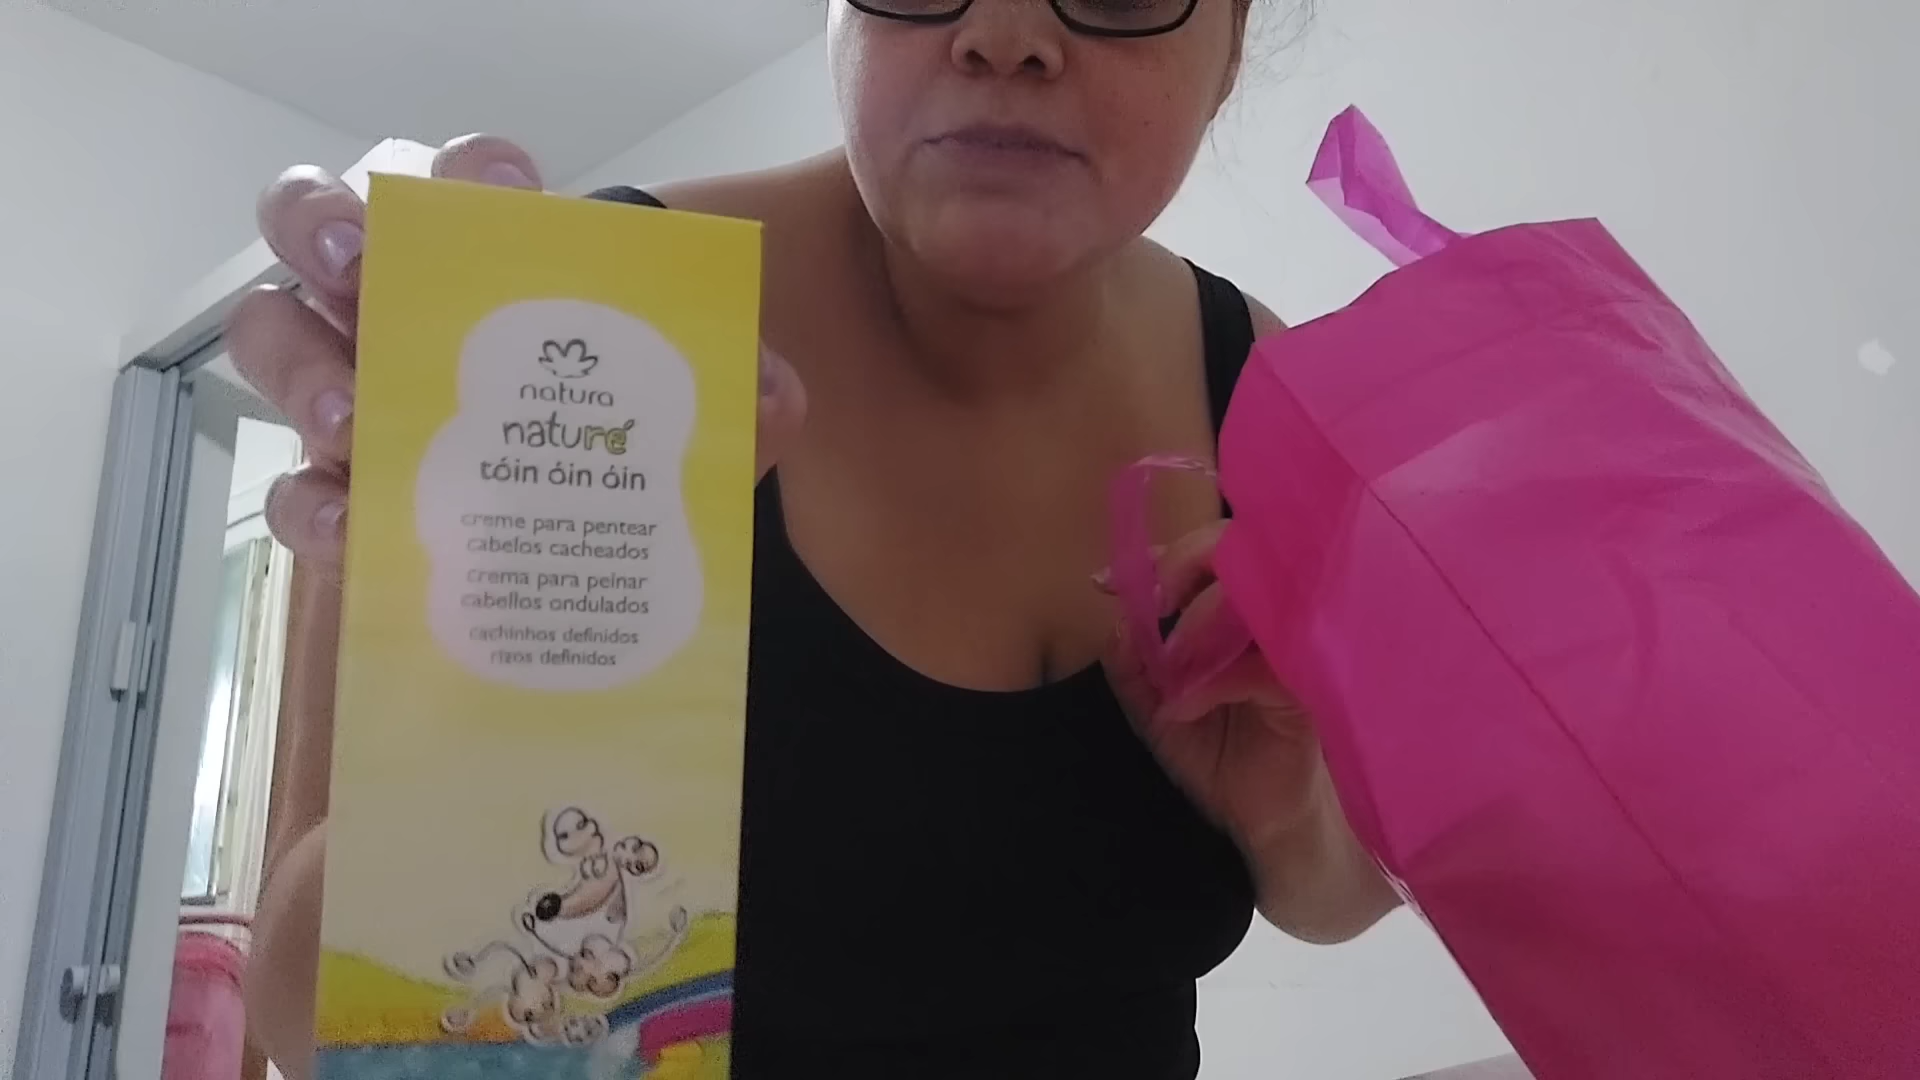 natura
naturé
tóin óin óin
creme para pentear
cabelos cacheados
crema para peinar
cabellos ondulados
cachinhos definidos
rizos definidos